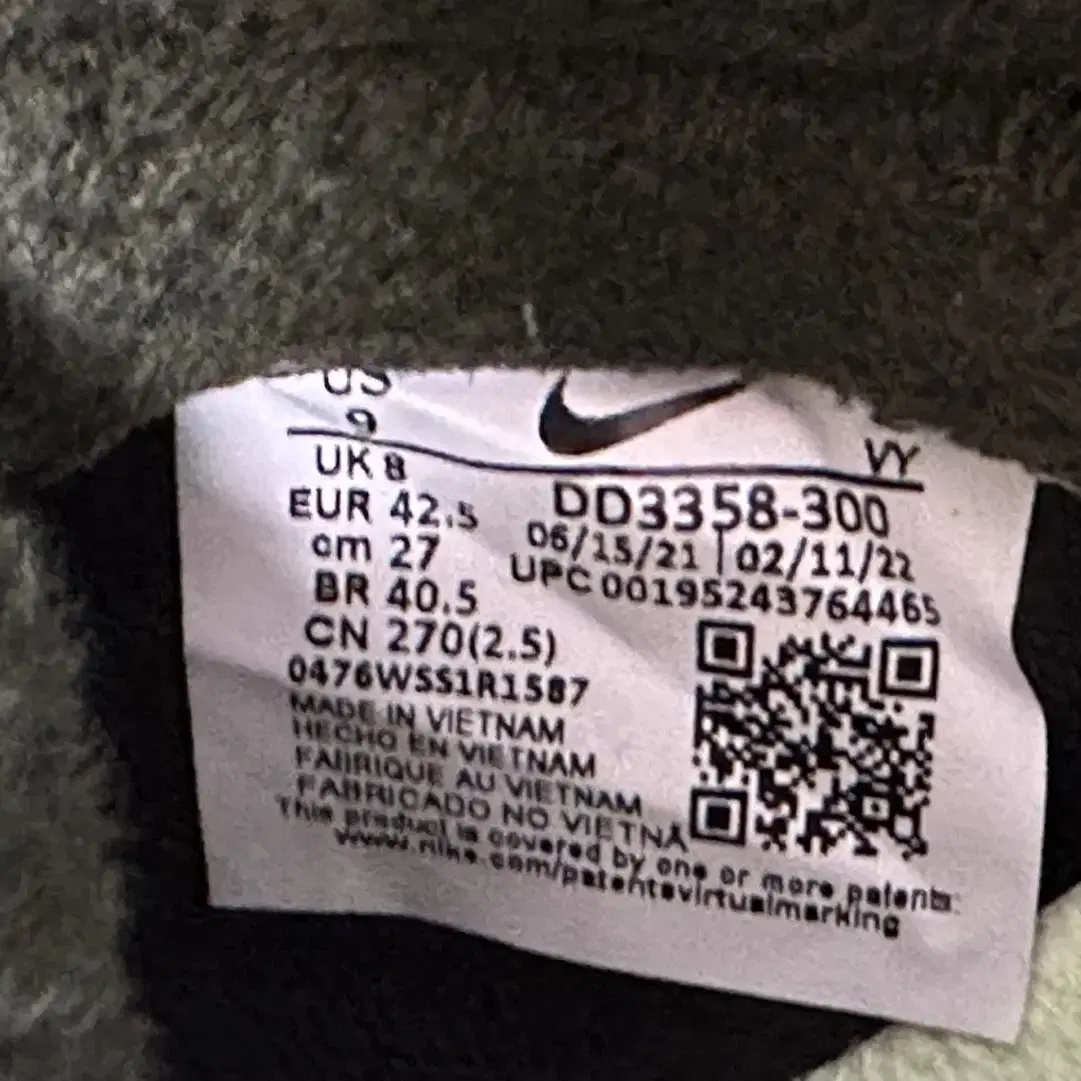 US
9
VY
UK 8
EUR 42.5
cm 27
BR 40.5
CN 270(2.5)
DD3358-300
06/15/21 | 02/11/22
UPC 00195243764465
0476WSS1R1587
MADE IN VIETNAM
HECHO EN VIETNAM
FABRIQUE AU VIETNAM
FABRICADO NO VIETNA
This product is covered by one or more patents:
www.nike.com/patentsvirtualmarking